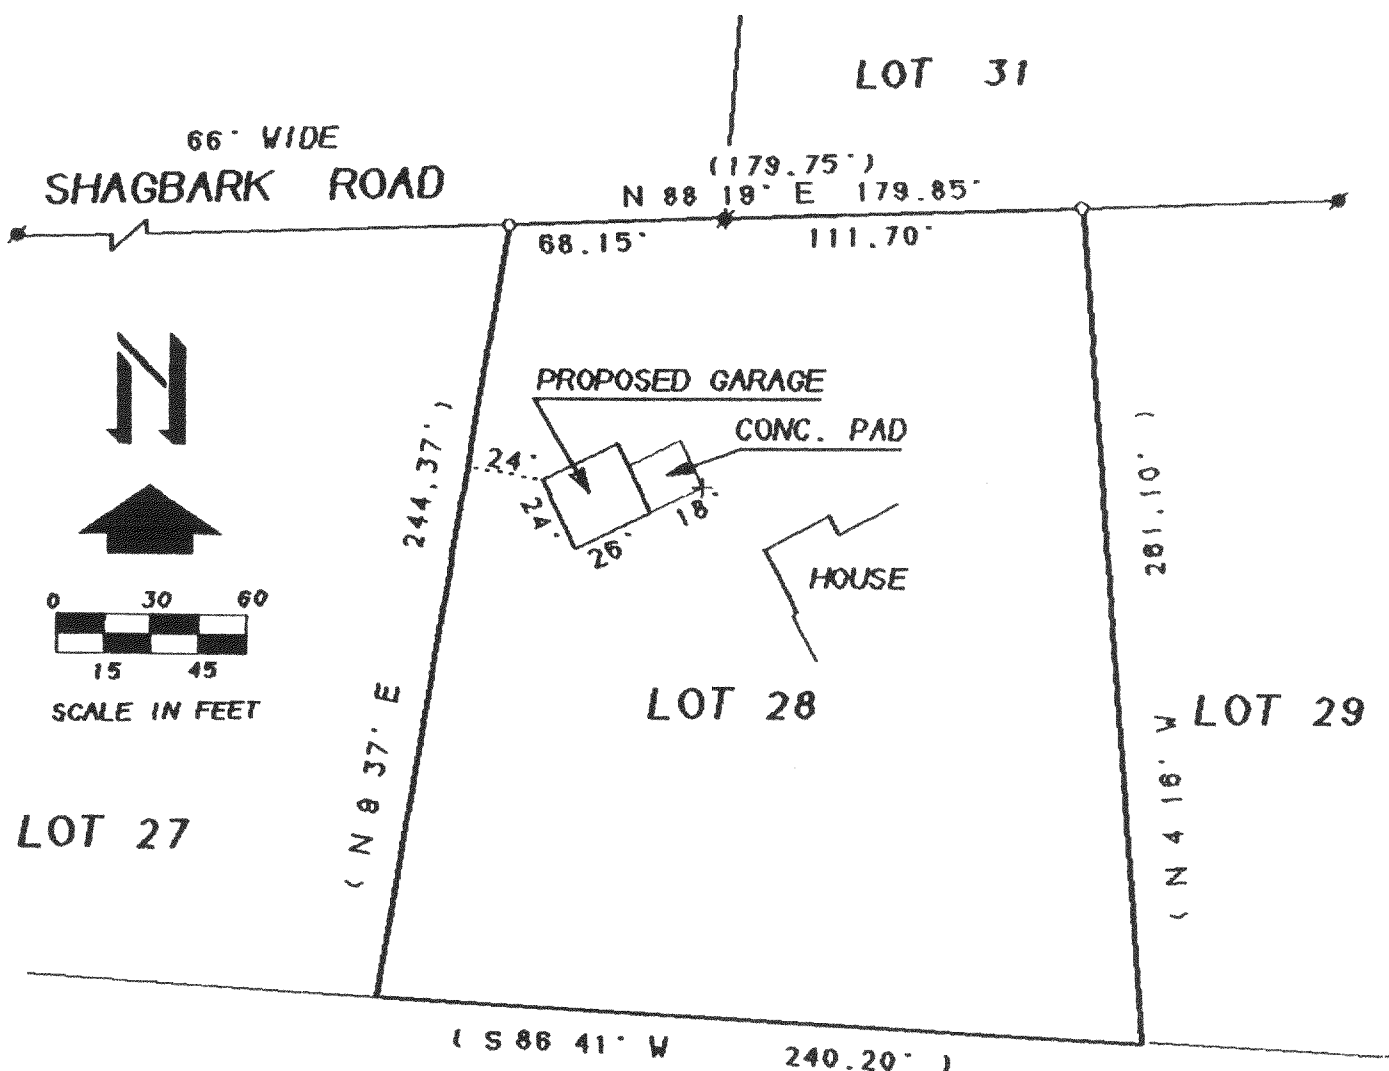 LOT 31
66' WIDE
SHAGBARK ROAD
(179.75')
N 88 19' E 179.85'
68.15'
111.70'
N
PROPOSED GARAGE
CONC. PAD
24'
24'
26'
18'
HOUSE
( N 9 37' E 244.37' )
( N 4 16' W 281.10' )
0 30 60
15 45
SCALE IN FEET
LOT 28
LOT 29
LOT 27
( S 86 41' W 240.20' )